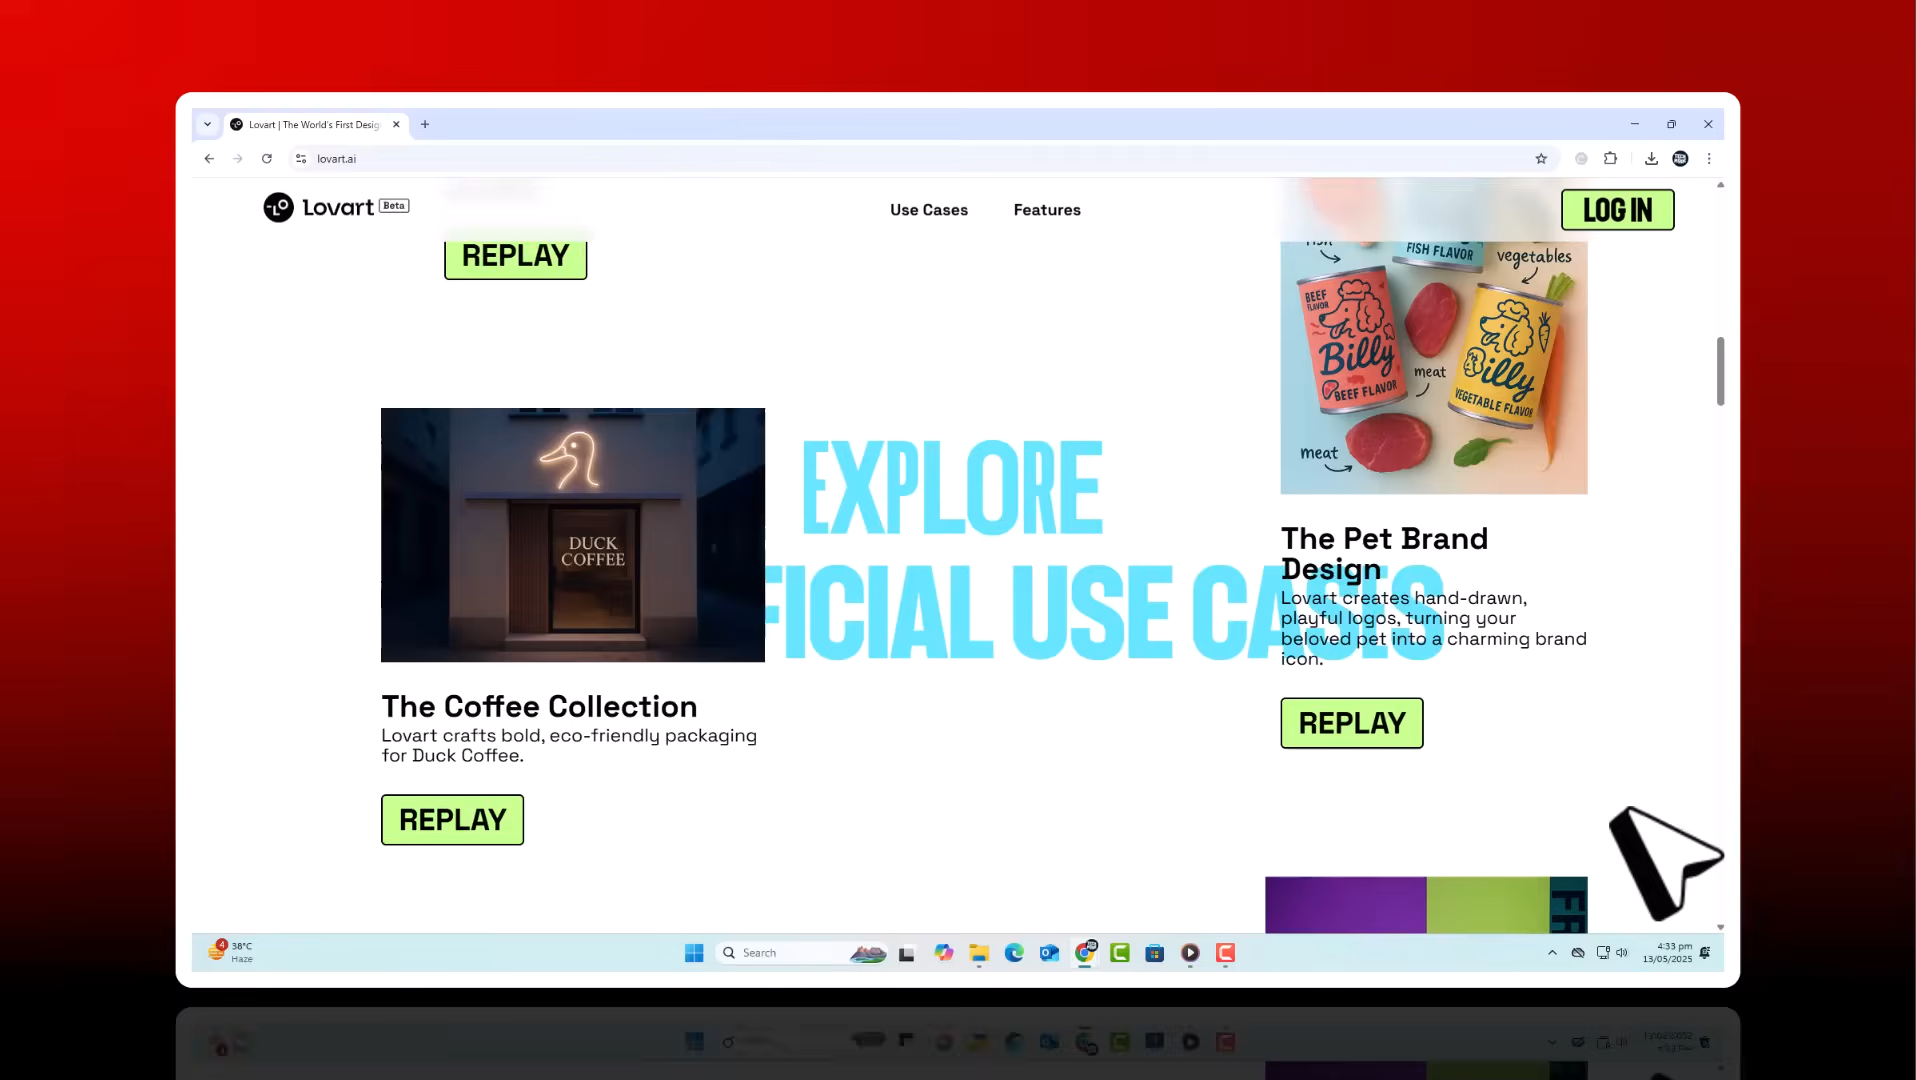 Lovart | The World's First Desig
lovart.ai
Lovart Beta
Use Cases
Features
LOG IN
REPLAY
FISH FLAVOR
vegetables
BEEF
FLAVOR
Billy
BEEF FLAVOR
meat
Billy
VEGETABLE FLAVOR
meat
DUCK
COFFEE
EXPLORE
FICIAL USE CASES
The Pet Brand
Design
Lovart creates hand-drawn,
playful logos, turning your
beloved pet into a charming brand
icon.
REPLAY
The Coffee Collection
Lovart crafts bold, eco-friendly packaging
for Duck Coffee.
REPLAY
FR
4
38°C
Haze
Search
4:33 pm
13/05/2025